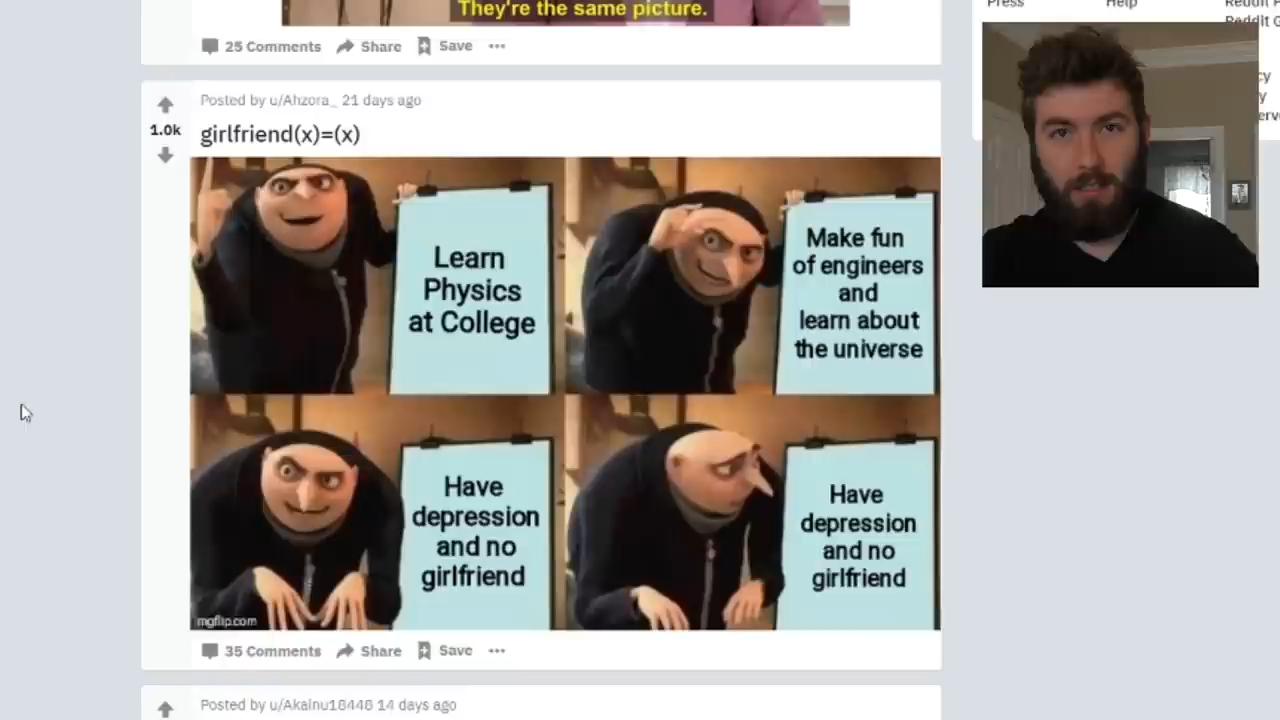 They're the same picture.
25 Comments Share Save
Posted by u/Ahzora_ 21 days ago
1.0k
girlfriend(x)=(x)
Learn
Physics
at College
Make fun
of engineers
and
learn about
the universe
Have
depression
and no
girlfriend
Have
depression
and no
girlfriend
imgflip.com
35 Comments Share Save
Posted by u/Akainu18448 14 days ago
Press Help